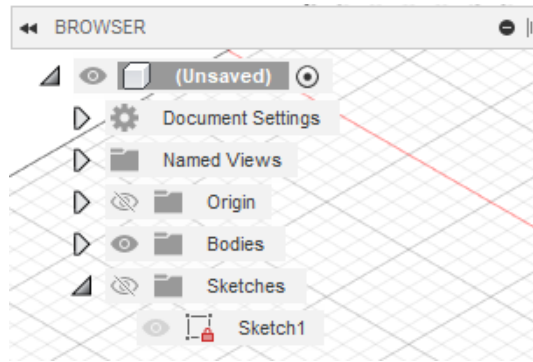 BROWSER
(Unsaved)
Document Settings
Named Views
Origin
Bodies
Sketches
Sketch1